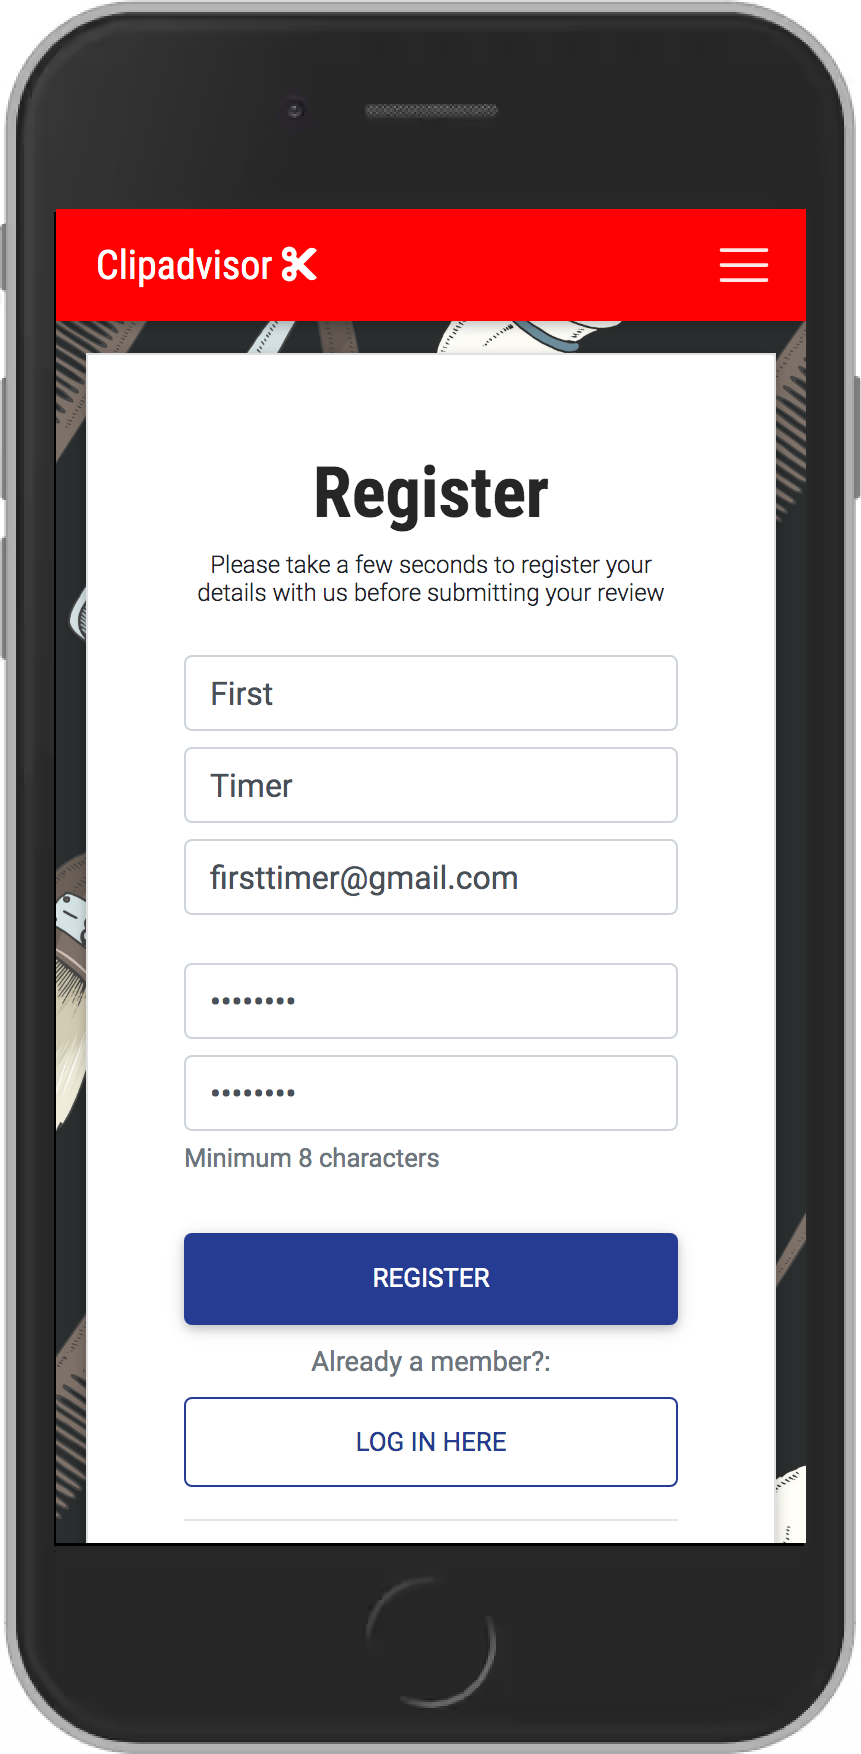 Clipadvisor
Register
Please take a few seconds to register your
details with us before submitting your review
First
Timer
firsttimer@gmail.com
••••••••
••••••••
Minimum 8 characters
REGISTER
Already a member?:
LOG IN HERE